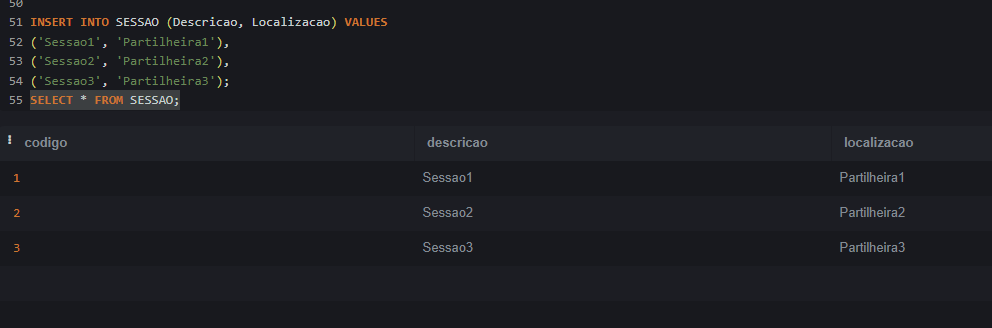 50
51 INSERT INTO SESSAO (Descricao, Localizacao) VALUES
52 ('Sessao1', 'Partilheira1'),
53 ('Sessao2', 'Partilheira2'),
54 ('Sessao3', 'Partilheira3');
55 SELECT * FROM SESSAO;
codigo descricao localizacao
1 Sessao1 Partilheira1
2 Sessao2 Partilheira2
3 Sessao3 Partilheira3